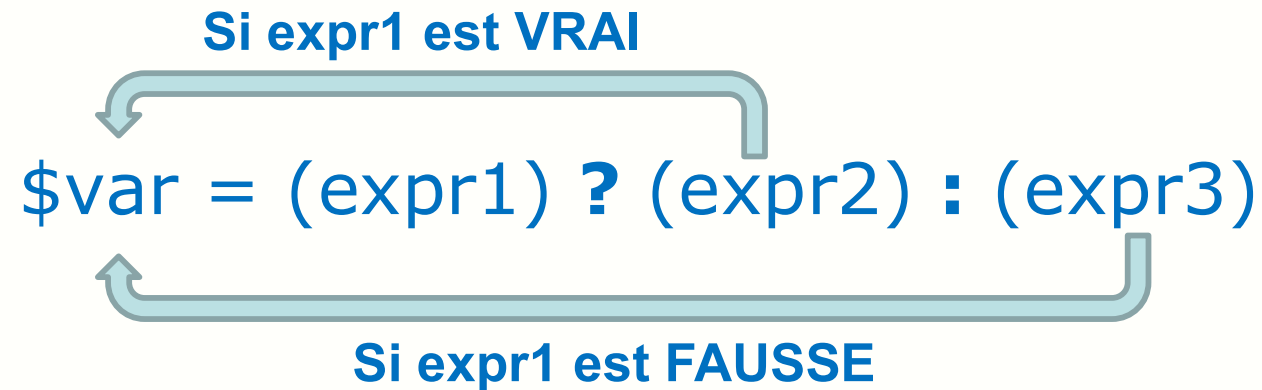 Si expr1 est VRAI
$var = (expr1) ? (expr2) : (expr3)
Si expr1 est FAUSSE